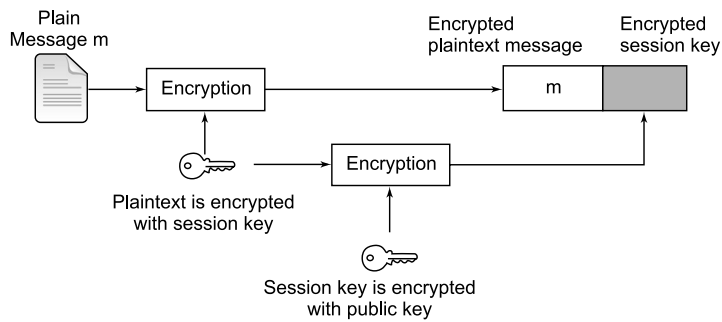 Plain
Message m
Encrypted
plaintext message
Encrypted
session key
Encryption
m
Encryption
Plaintext is encrypted
with session key
Session key is encrypted
with public key